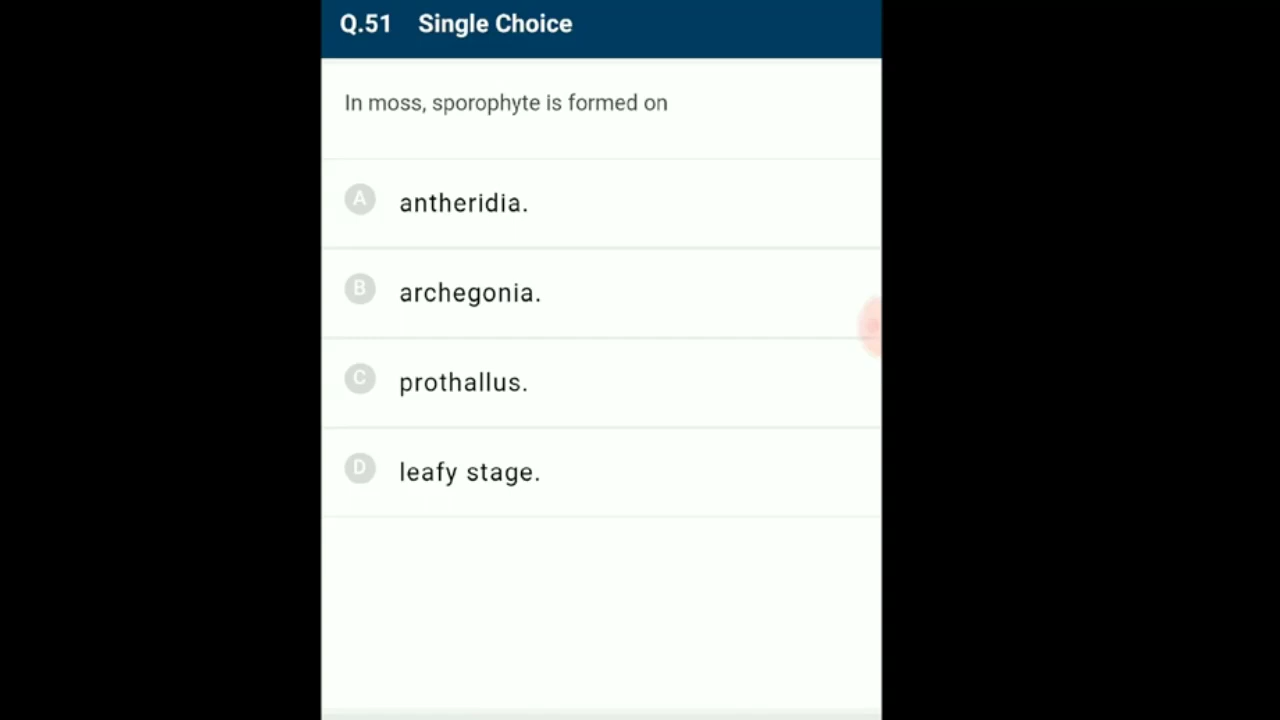 Q.51 Single Choice
In moss, sporophyte is formed on
A antheridia.
B archegonia.
C prothallus.
D leafy stage.